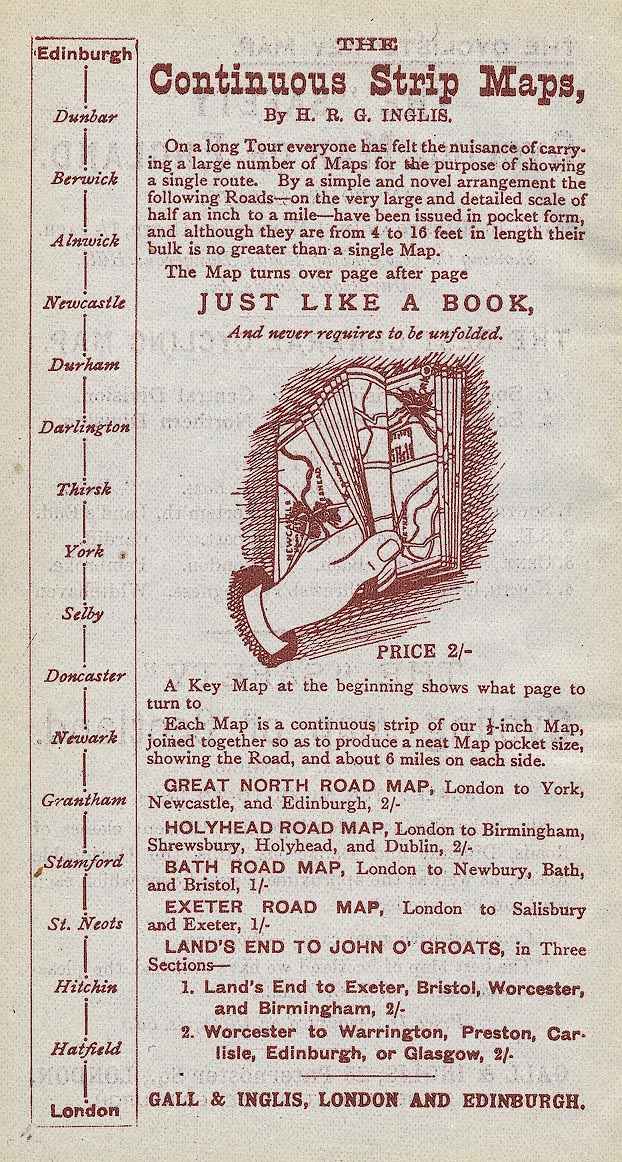 Edinburgh
Dunbar
Berwick
Alnwick
Newcastle
Durham
Darlington
Thirsk
York
Selby
Doncaster
Newark
Grantham
Stamford
St. Neots
Hitchin
Hatfield
London
THE
Continuous Strip Maps,
By H. R. G. INGLIS.
On a long Tour everyone has felt the nuisance of carry-
ing a large number of Maps for the purpose of showing
a single route. By a simple and novel arrangement the
following Roads—on the very large and detailed scale of
half an inch to a mile—have been issued in pocket form,
and although they are from 4 to 16 feet in length their
bulk is no greater than a single Map.
The Map turns over page after page
JUST LIKE A BOOK,
And never requires to be unfolded.
NEWCASTLE
PRICE 2/-
A Key Map at the beginning shows what page to
turn to
Each Map is a continuous strip of our ½-inch Map,
joined together so as to produce a neat Map pocket size,
showing the Road, and about 6 miles on each side.
GREAT NORTH ROAD MAP, London to York,
Newcastle, and Edinburgh, 2/-
HOLYHEAD ROAD MAP, London to Birmingham,
Shrewsbury, Holyhead, and Dublin, 2/-
BATH ROAD MAP, London to Newbury, Bath,
and Bristol, 1/-
EXETER ROAD MAP, London to Salisbury
and Exeter, 1/-
LAND'S END TO JOHN O' GROATS, in Three
Sections—
1. Land's End to Exeter, Bristol, Worcester,
and Birmingham, 2/-
2. Worcester to Warrington, Preston, Car-
lisle, Edinburgh, or Glasgow, 2/-
GALL & INGLIS, LONDON AND EDINBURGH.